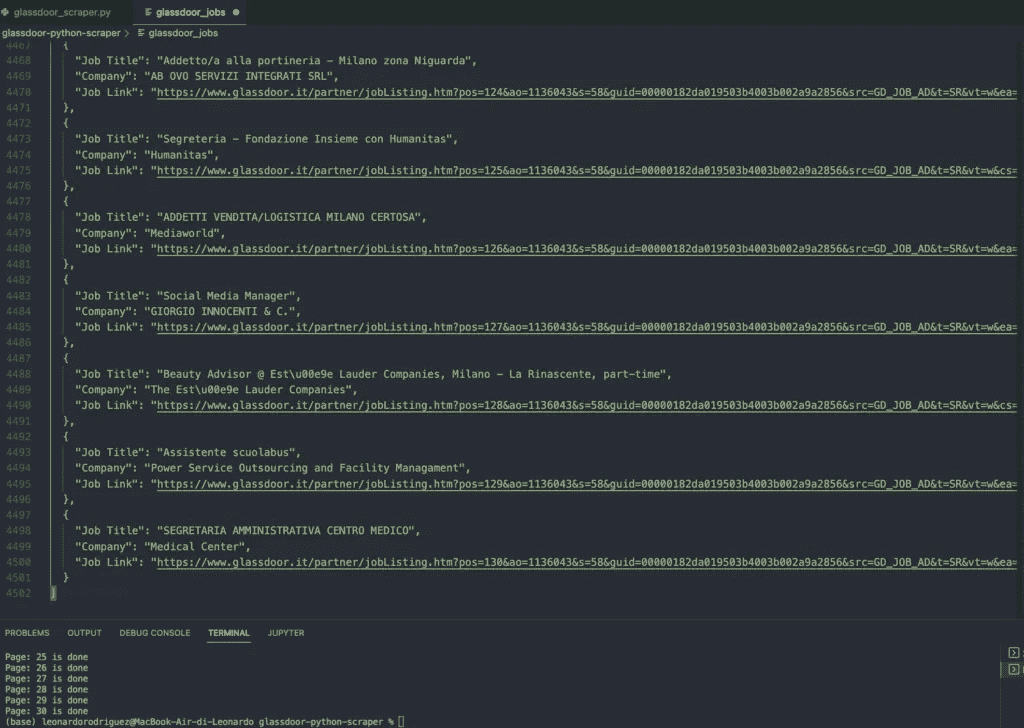 glassdoor_scraper.py
glassdoor_jobs
glassdoor-python-scraper > glassdoor_jobs
4467 {
4468 "Job Title": "Addetto/a alla portineria – Milano zona Niguarda",
4469 "Company": "AB OVO SERVIZI INTEGRATI SRL",
4470 "Job Link": "https://www.glassdoor.it/partner/jobListing.htm?pos=124&ao=1136043&s=58&guid=00000182da019503b4003b002a9a2856&src=GD_JOB_AD&t=SR&vt=w&ea=
4471 },
4472 {
4473 "Job Title": "Segreteria – Fondazione Insieme con Humanitas",
4474 "Company": "Humanitas",
4475 "Job Link": "https://www.glassdoor.it/partner/jobListing.htm?pos=125&ao=1136043&s=58&guid=00000182da019503b4003b002a9a2856&src=GD_JOB_AD&t=SR&vt=w&cs=
4476 },
4477 {
4478 "Job Title": "ADDETTI VENDITA/LOGISTICA MILANO CERTOSA",
4479 "Company": "Mediaworld",
4480 "Job Link": "https://www.glassdoor.it/partner/jobListing.htm?pos=126&ao=1136043&s=58&guid=00000182da019503b4003b002a9a2856&src=GD_JOB_AD&t=SR&vt=w&ea=
4481 },
4482 {
4483 "Job Title": "Social Media Manager",
4484 "Company": "GIORGIO INNOCENTI & C.",
4485 "Job Link": "https://www.glassdoor.it/partner/jobListing.htm?pos=127&ao=1136043&s=58&guid=00000182da019503b4003b002a9a2856&src=GD_JOB_AD&t=SR&vt=w&ea=
4486 },
4487 {
4488 "Job Title": "Beauty Advisor @ Est\u00e9e Lauder Companies, Milano – La Rinascente, part-time",
4489 "Company": "The Est\u00e9e Lauder Companies",
4490 "Job Link": "https://www.glassdoor.it/partner/jobListing.htm?pos=128&ao=1136043&s=58&guid=00000182da019503b4003b002a9a2856&src=GD_JOB_AD&t=SR&vt=w&cs=
4491 },
4492 {
4493 "Job Title": "Assistente scuolabus",
4494 "Company": "Power Service Outsourcing and Facility Managament",
4495 "Job Link": "https://www.glassdoor.it/partner/jobListing.htm?pos=129&ao=1136043&s=58&guid=00000182da019503b4003b002a9a2856&src=GD_JOB_AD&t=SR&vt=w&ea=
4496 },
4497 {
4498 "Job Title": "SEGRETARIA AMMINISTRATIVA CENTRO MEDICO",
4499 "Company": "Medical Center",
4500 "Job Link": "https://www.glassdoor.it/partner/jobListing.htm?pos=130&ao=1136043&s=58&guid=00000182da019503b4003b002a9a2856&src=GD_JOB_AD&t=SR&vt=w&ea=
4501 }
4502 ]
PROBLEMS OUTPUT DEBUG CONSOLE TERMINAL JUPYTER
Page: 25 is done
Page: 26 is done
Page: 27 is done
Page: 28 is done
Page: 29 is done
Page: 30 is done
(base) leonardorodriguez@MacBook-Air-di-Leonardo glassdoor-python-scraper %